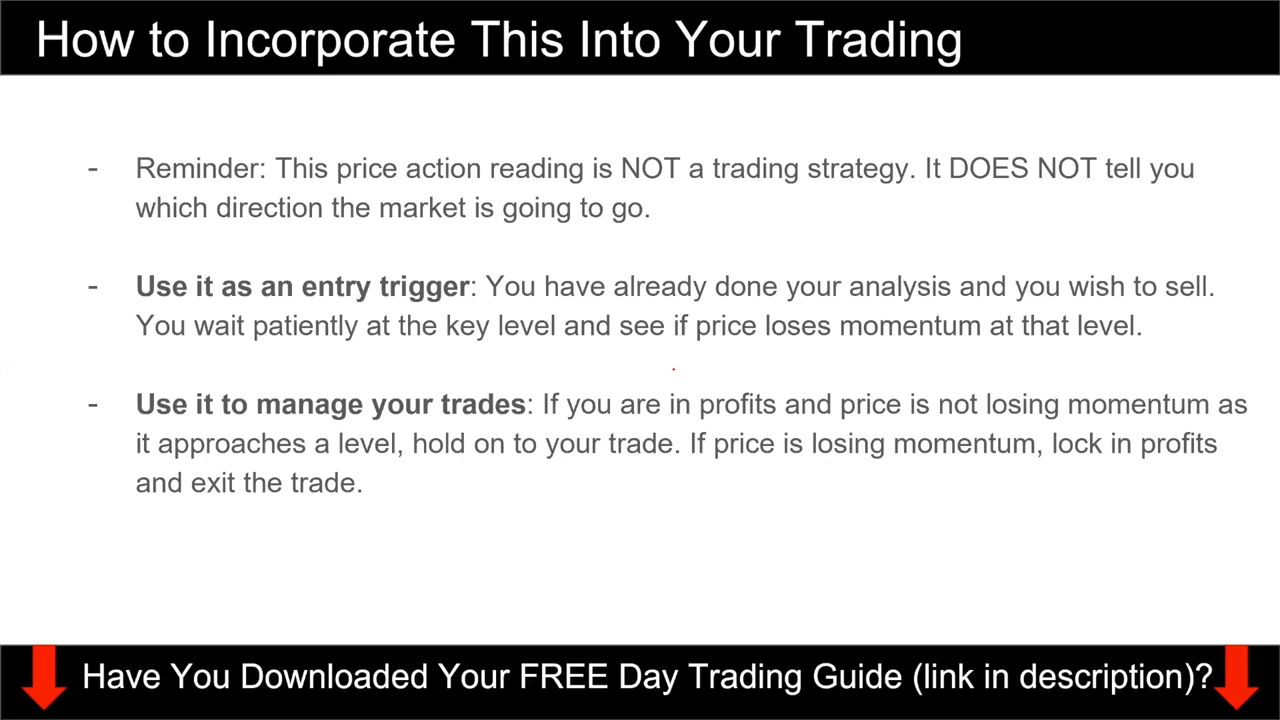 How to Incorporate This Into Your Trading
- Reminder: This price action reading is NOT a trading strategy. It DOES NOT tell you
which direction the market is going to go.
- Use it as an entry trigger: You have already done your analysis and you wish to sell.
You wait patiently at the key level and see if price loses momentum at that level.
- Use it to manage your trades: If you are in profits and price is not losing momentum as
it approaches a level, hold on to your trade. If price is losing momentum, lock in profits
and exit the trade.
Have You Downloaded Your FREE Day Trading Guide (link in description)?